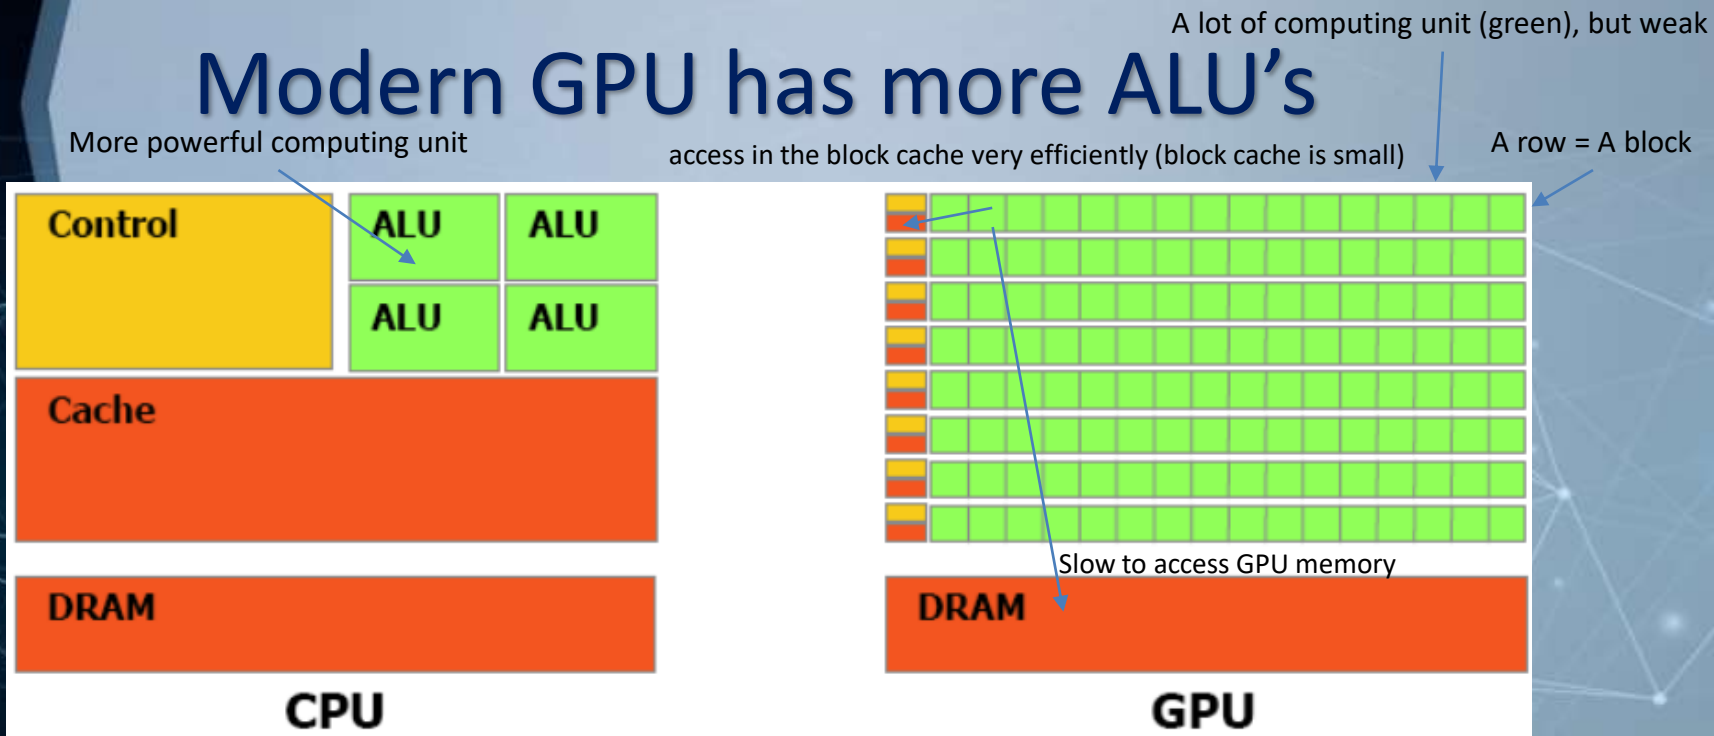 A lot of computing unit (green), but weak
Modern GPU has more ALU’s
More powerful computing unit
access in the block cache very efficiently (block cache is small)
A row = A block
Control
ALU
ALU
ALU
ALU
Cache
DRAM
CPU
Slow to access GPU memory
DRAM
GPU